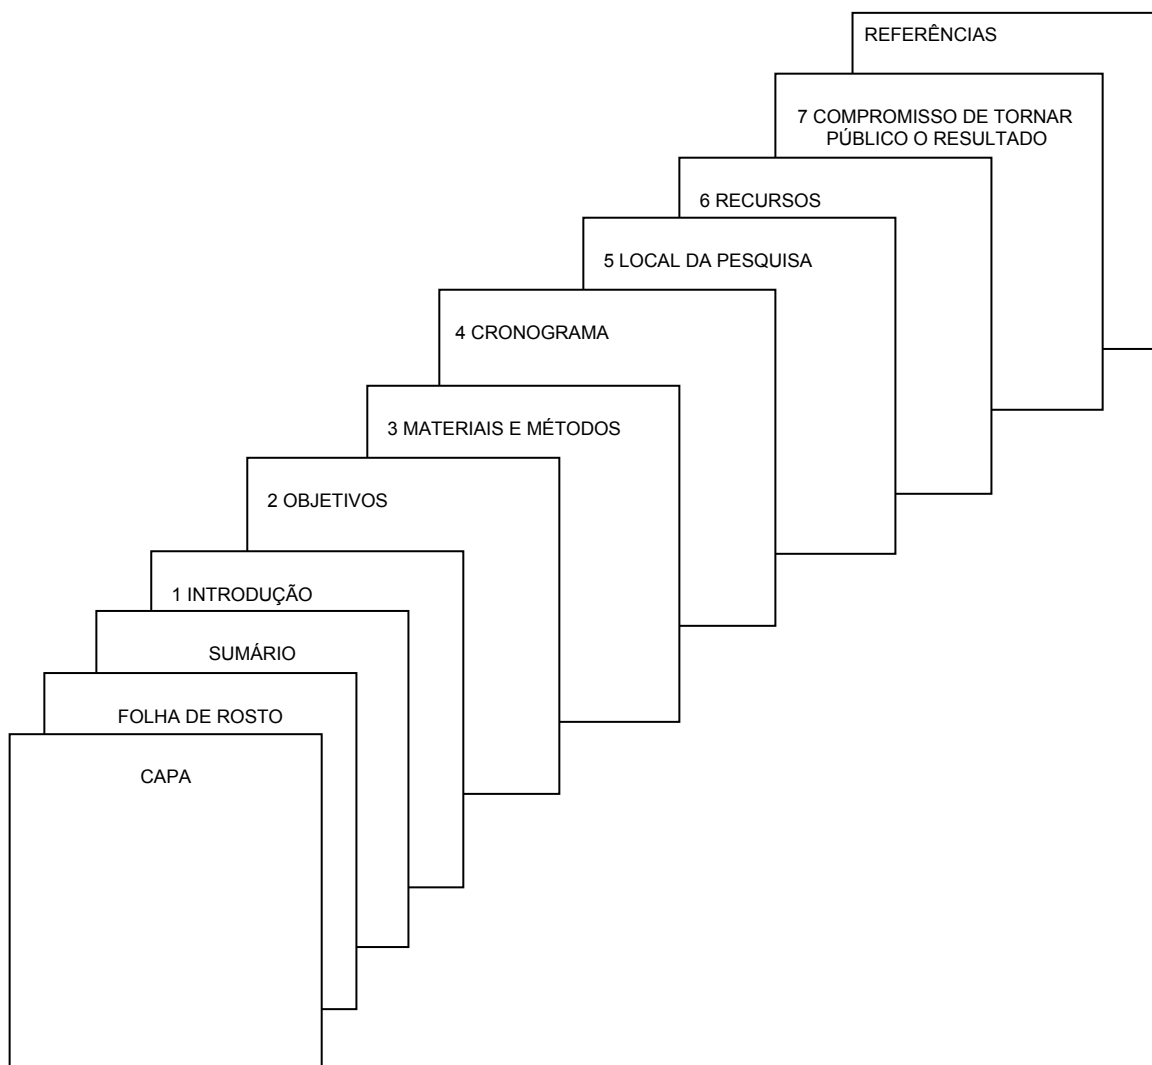 REFERÊNCIAS
7 COMPROMISSO DE TORNAR
PÚBLICO O RESULTADO
6 RECURSOS
5 LOCAL DA PESQUISA
4 CRONOGRAMA
3 MATERIAIS E MÉTODOS
2 OBJETIVOS
1 INTRODUÇÃO
SUMÁRIO
FOLHA DE ROSTO
CAPA